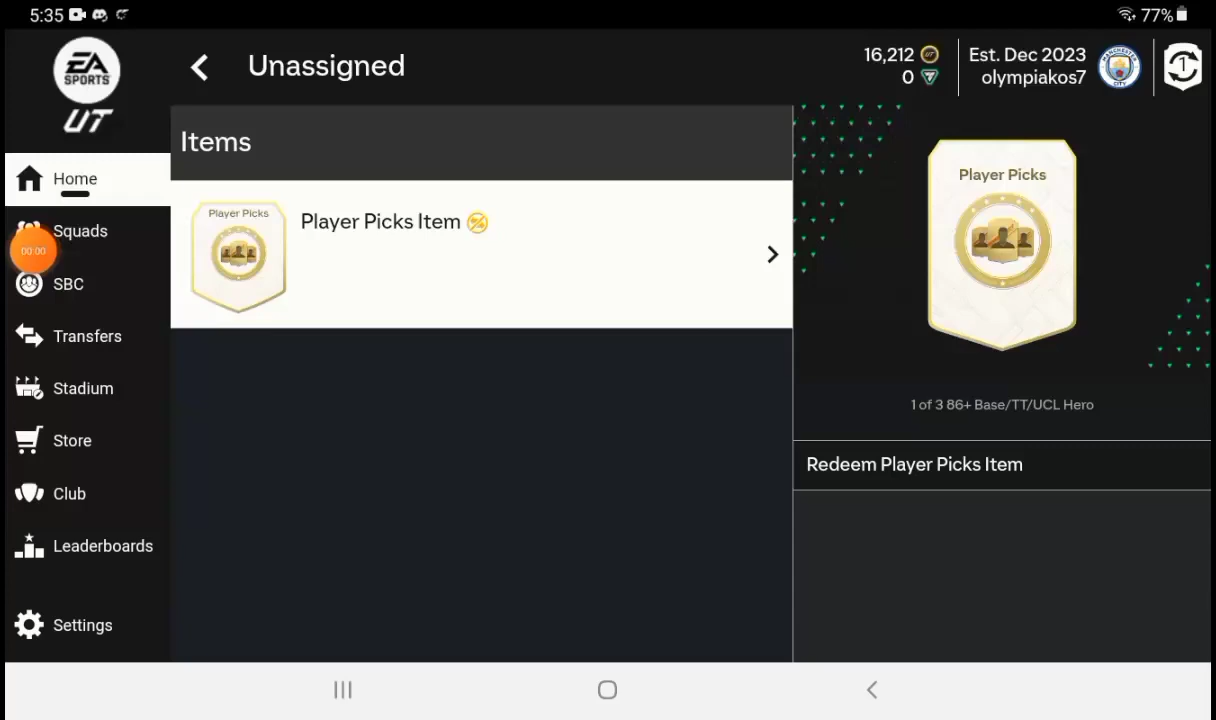 5:35
77%
EA
SPORTS
UT
Unassigned
16,212
0
Est. Dec 2023
olympiakos7
1
Home
Squads
00:00
SBC
Transfers
Stadium
Store
Club
Leaderboards
Settings
Items
Player Picks
Player Picks Item
Player Picks
1 of 3 86+ Base/TT/UCL Hero
Redeem Player Picks Item